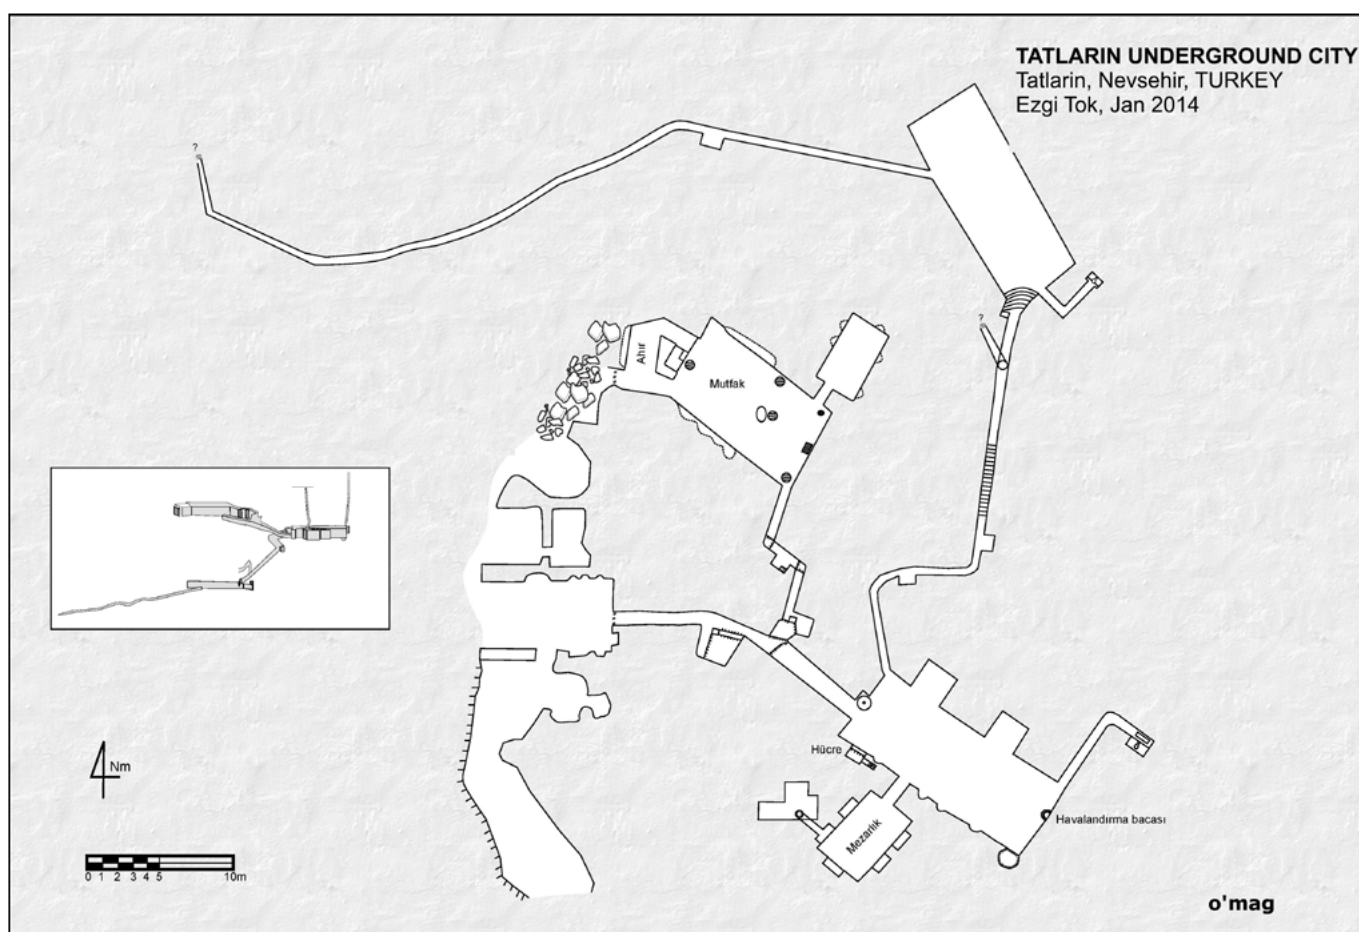 TATLARIN UNDERGROUND CITY
Tatlarin, Nevsehir, TURKEY
Ezgi Tok, Jan 2014
?
?
Ahır
Mutfak
Hücre
Mezarlık
Havalandırma bacası
Nm
0 1 2 3 4 5 10m
o'mag